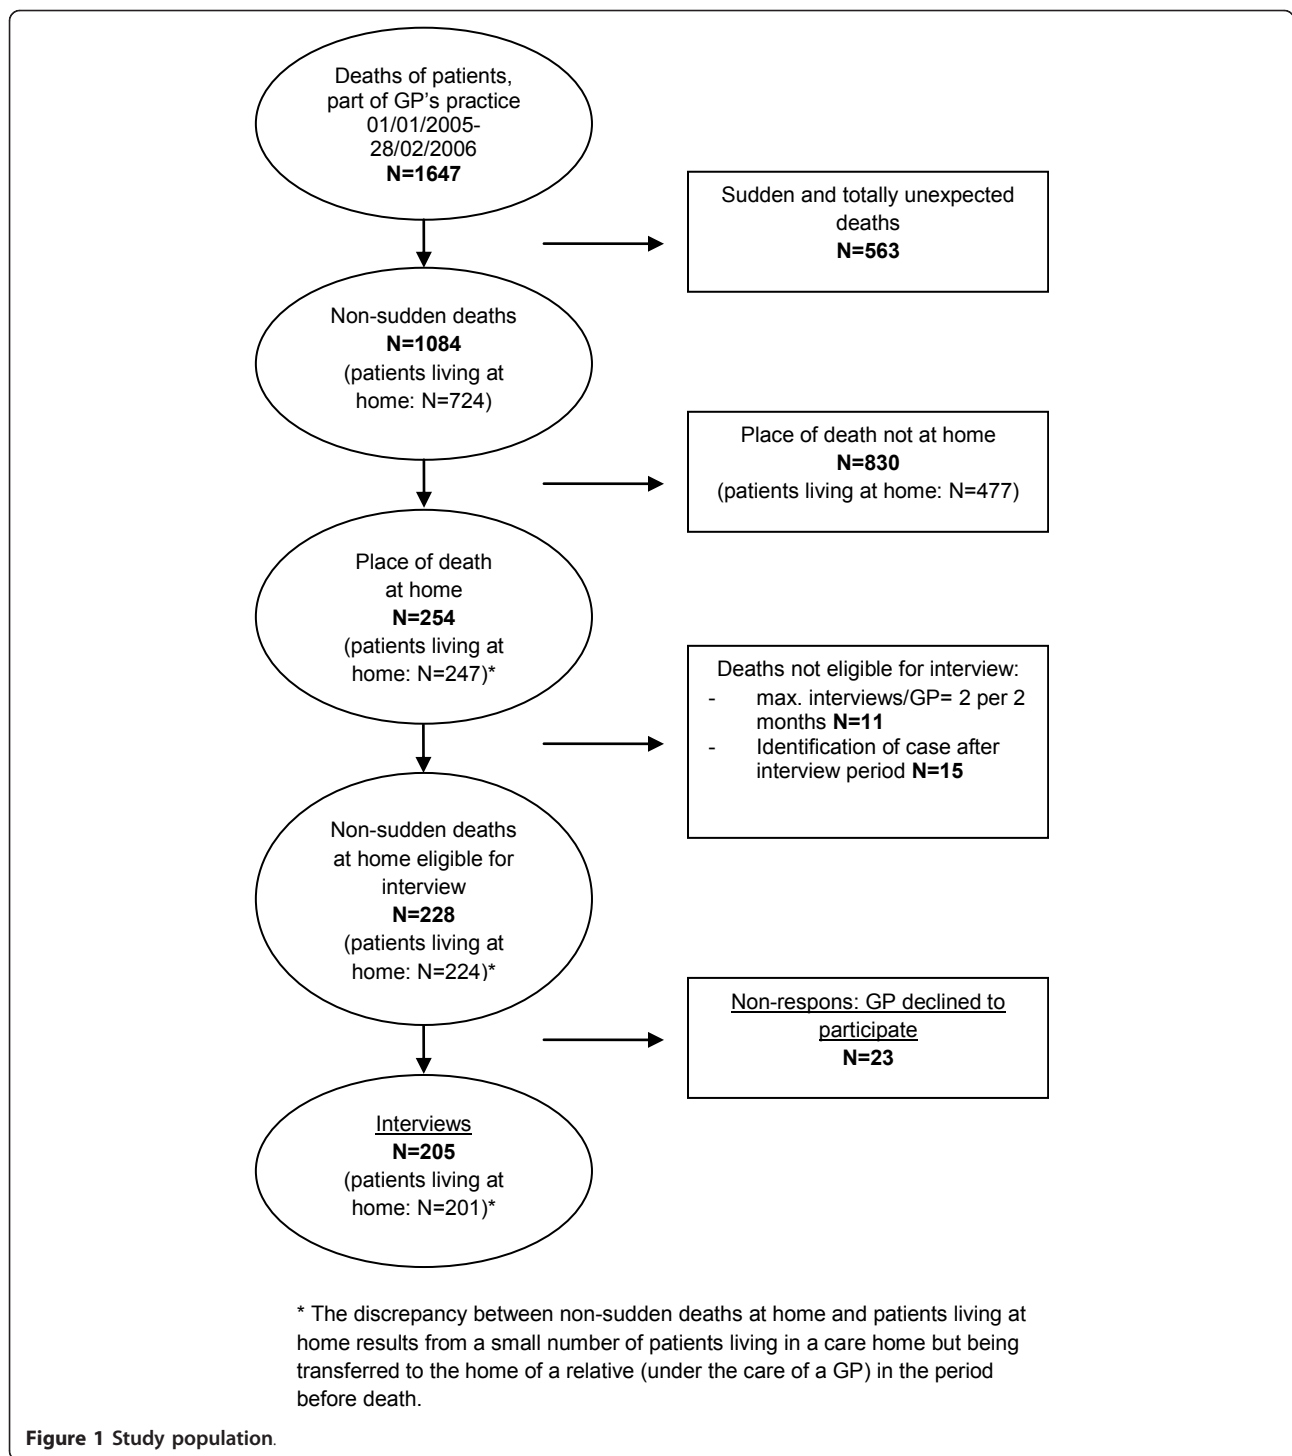 Deaths of patients,
part of GP's practice
01/01/2005-
28/02/2006
N=1647
Sudden and totally unexpected
deaths
N=563
Non-sudden deaths
N=1084
(patients living at
home: N=724)
Place of death not at home
N=830
(patients living at home: N=477)
Place of death
at home
N=254
(patients living at
home: N=247)*
Deaths not eligible for interview:
- max. interviews/GP= 2 per 2
months N=11
- Identification of case after
interview period N=15
Non-sudden deaths
at home eligible for
interview
N=228
(patients living at
home: N=224)*
Non-respons: GP declined to
participate
N=23
Interviews
N=205
(patients living at
home: N=201)*
* The discrepancy between non-sudden deaths at home and patients living at
home results from a small number of patients living in a care home but being
transferred to the home of a relative (under the care of a GP) in the period
before death.
Figure 1 Study population.